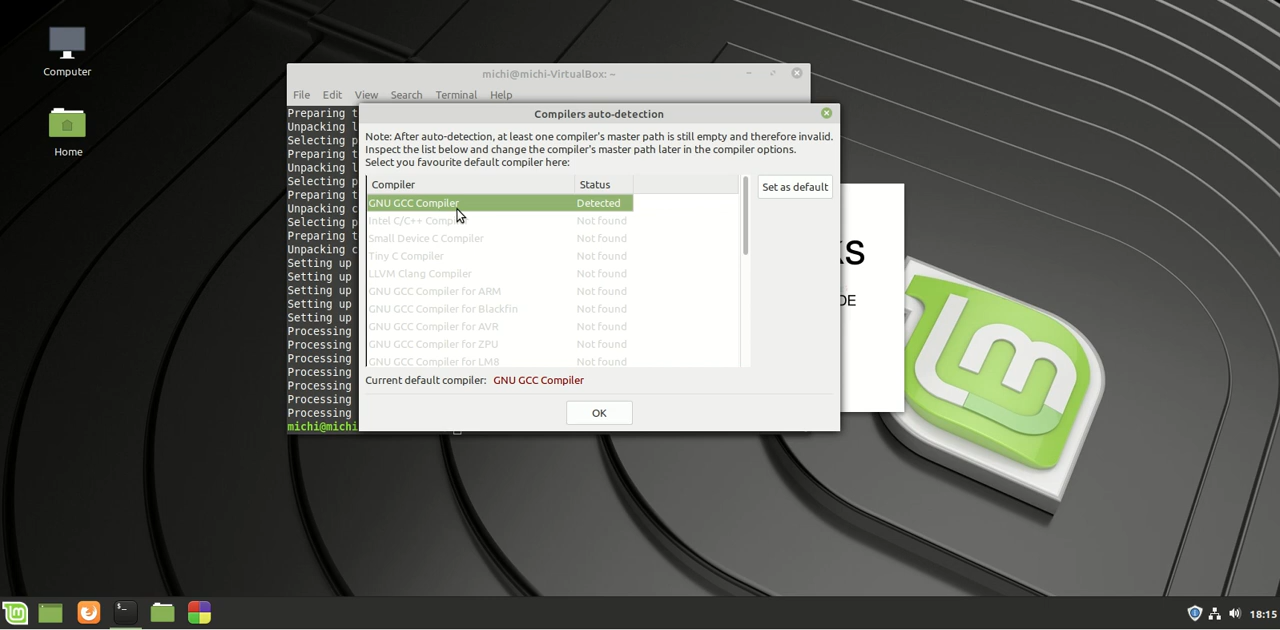 Computer
Home
michi@michi-VirtualBox: ~
File Edit View Search Terminal Help
Preparing t
Unpacking l
Selecting p
Preparing t
Unpacking l
Selecting p
Preparing t
Unpacking c
Selecting p
Preparing t
Unpacking c
Setting up
Setting up
Setting up
Setting up
Setting up
Processing
Processing
Processing
Processing
Processing
Processing
Processing
michi@michi
Compilers auto-detection
Note: After auto-detection, at least one compiler's master path is still empty and therefore invalid.
Inspect the list below and change the compiler's master path later in the compiler options.
Select you favourite default compiler here:
Compiler Status
Set as default
GNU GCC Compiler Detected
Intel C/C++ Compiler Not found
Small Device C Compiler Not found
Tiny C Compiler Not found
LLVM Clang Compiler Not found
GNU GCC Compiler for ARM Not found
GNU GCC Compiler for Blackfin Not found
GNU GCC Compiler for AVR Not found
GNU GCC Compiler for ZPU Not found
GNU GCC Compiler for LM8 Not found
Current default compiler: GNU GCC Compiler
OK
KS
DE
lm
18:15